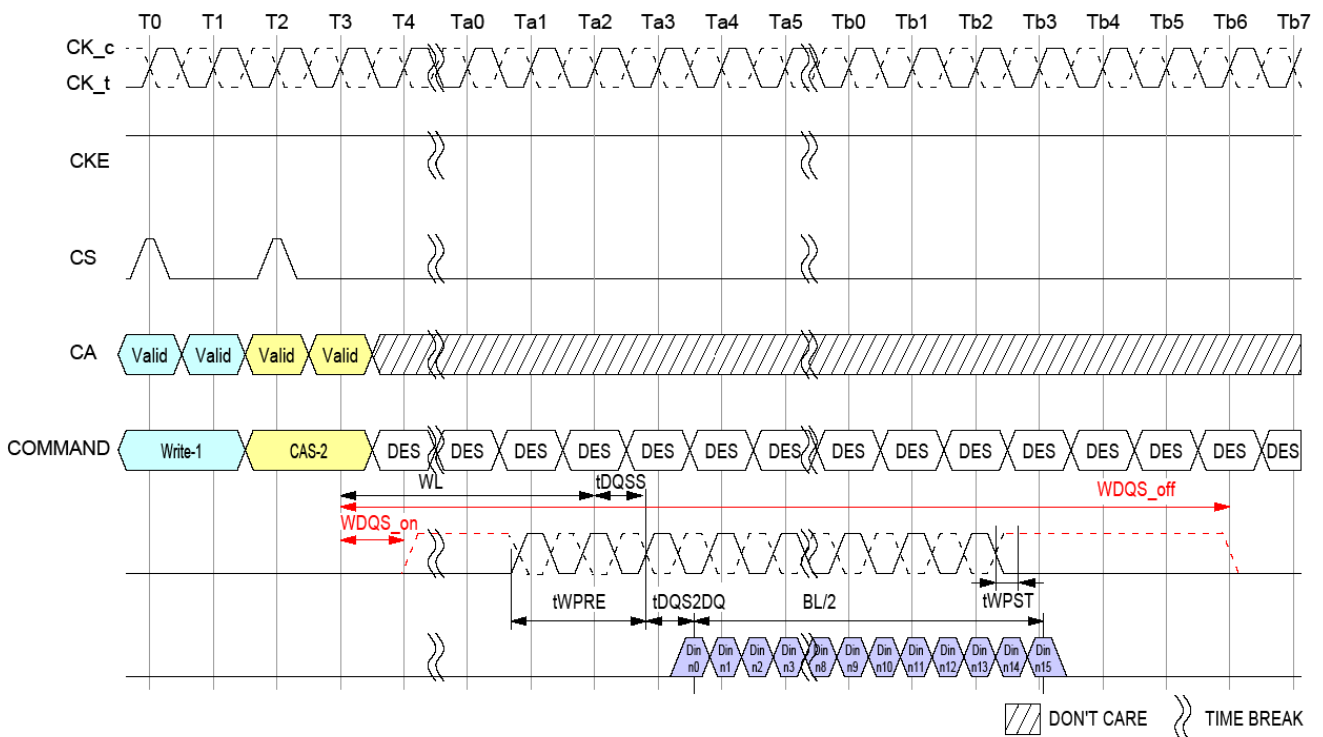 T0 T1 T2 T3 T4 Ta0 Ta1 Ta2 Ta3 Ta4 Ta5 Tb0 Tb1 Tb2 Tb3 Tb4 Tb5 Tb6 Tb7
CK_c
CK_t
CKE
CS
CA Valid Valid Valid Valid
COMMAND Write-1 CAS-2 DES DES DES DES DES DES DES DES DES DES DES DES DES DES DES
WL tDQSS WDQS_off
WDQS_on
tWPRE tDQS2DQ BL/2 tWPST
Din Din Din Din Din Din Din Din Din Din Din Din
n0 n1 n2 n3 n8 n9 n10 n11 n12 n13 n14 n15
DON'T CARE TIME BREAK